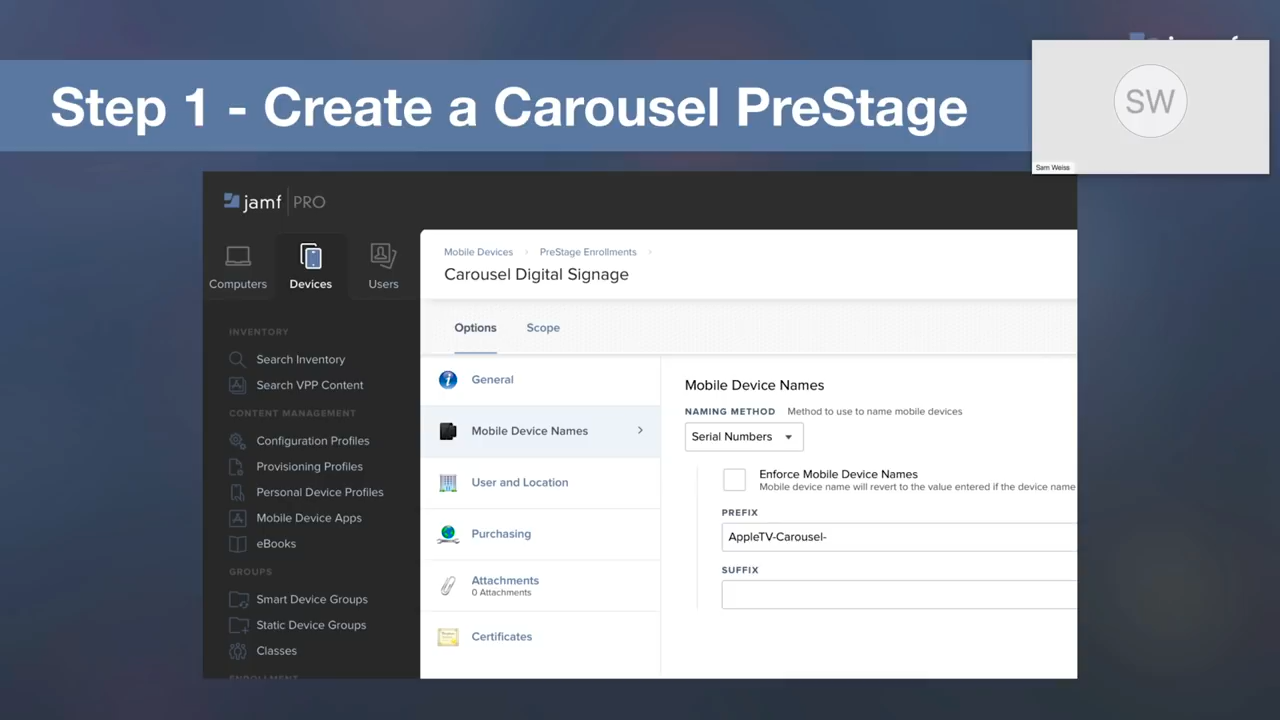 Step 1 - Create a Carousel PreStage
SW
Sam Weiss
jamf PRO
Computers
Devices
Users
INVENTORY
Search Inventory
Search VPP Content
CONTENT MANAGEMENT
Configuration Profiles
Provisioning Profiles
Personal Device Profiles
Mobile Device Apps
eBooks
GROUPS
Smart Device Groups
Static Device Groups
Classes
Mobile Devices › PreStage Enrollments ›
Carousel Digital Signage
Options
Scope
General
Mobile Device Names
User and Location
Purchasing
Attachments
0 Attachments
Certificates
Mobile Device Names
NAMING METHOD Method to use to name mobile devices
Serial Numbers
Enforce Mobile Device Names
Mobile device name will revert to the value entered if the device name
PREFIX
AppleTV-Carousel-
SUFFIX